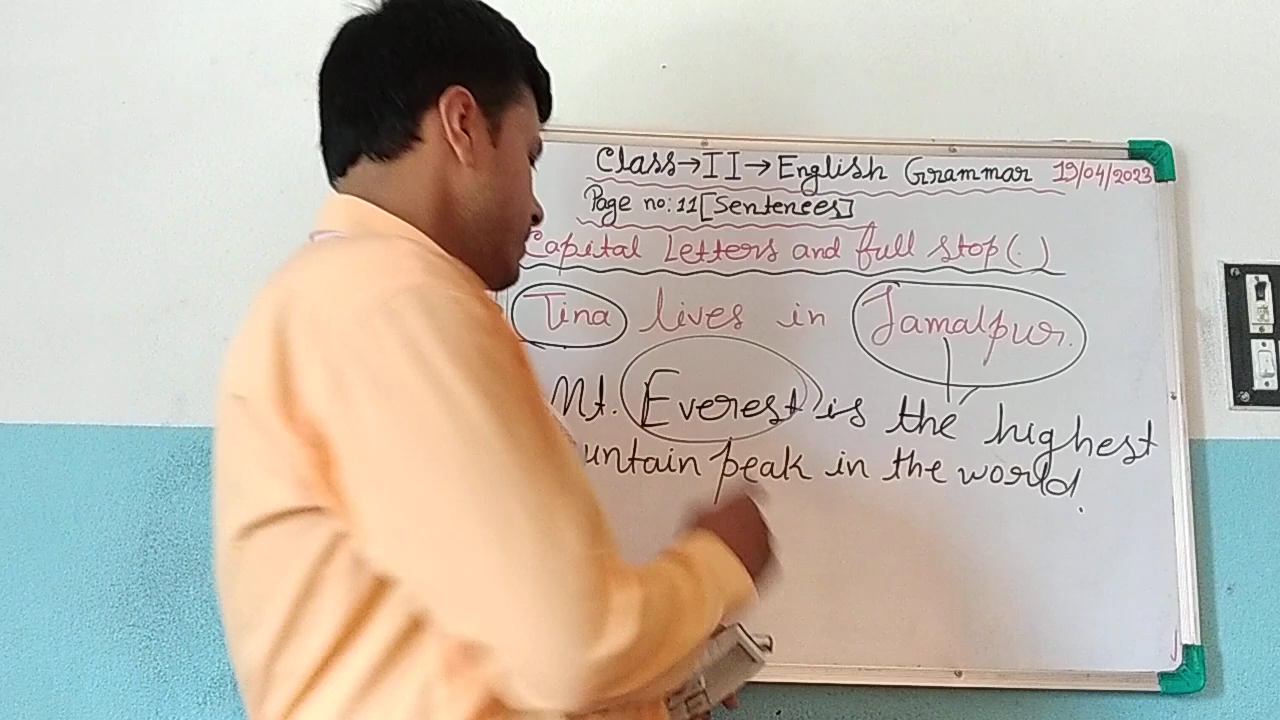 Class→II→English Grammar 19/04/2023
Page no: 11[Sentences]
Capital Letters and full stop(.)
Tina lives in Jamalpur.
Mt. Everest is the highest
untain peak in the world.